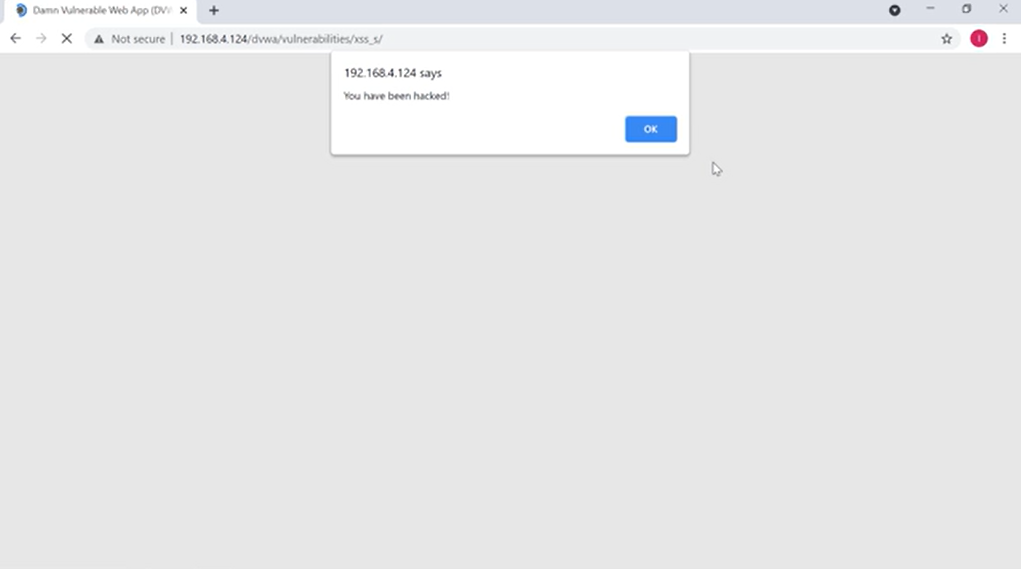 Damn Vulnerable Web App (DV
Not secure | 192.168.4.124/dvwa/vulnerabilities/xss_s/
192.168.4.124 says
You have been hacked!
OK